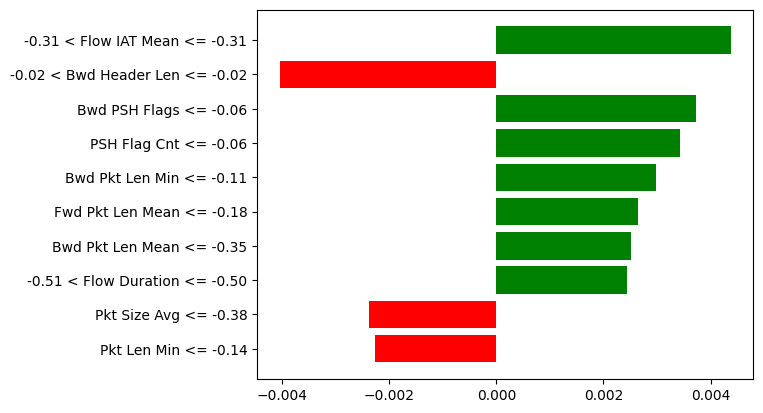 -0.31 < Flow IAT Mean <= -0.31
-0.02 < Bwd Header Len <= -0.02
Bwd PSH Flags <= -0.06
PSH Flag Cnt <= -0.06
Bwd Pkt Len Min <= -0.11
Fwd Pkt Len Mean <= -0.18
Bwd Pkt Len Mean <= -0.35
-0.51 < Flow Duration <= -0.50
Pkt Size Avg <= -0.38
Pkt Len Min <= -0.14
−0.004 −0.002 0.000 0.002 0.004